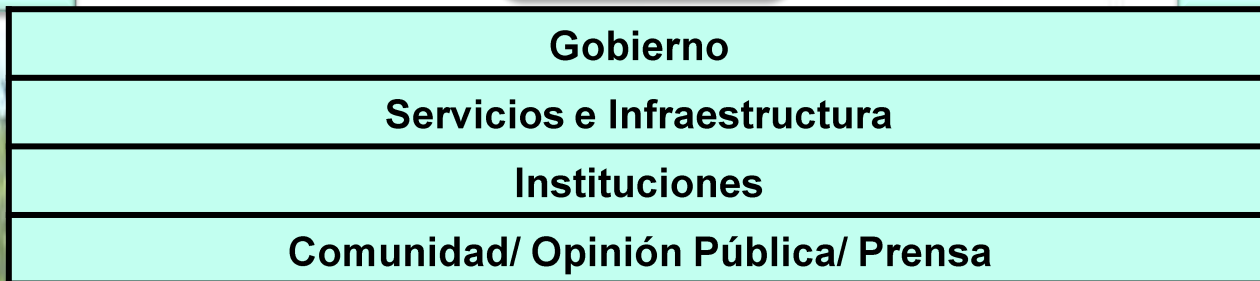 Gobierno
Servicios e Infraestructura
Instituciones
Comunidad/ Opinión Pública/ Prensa